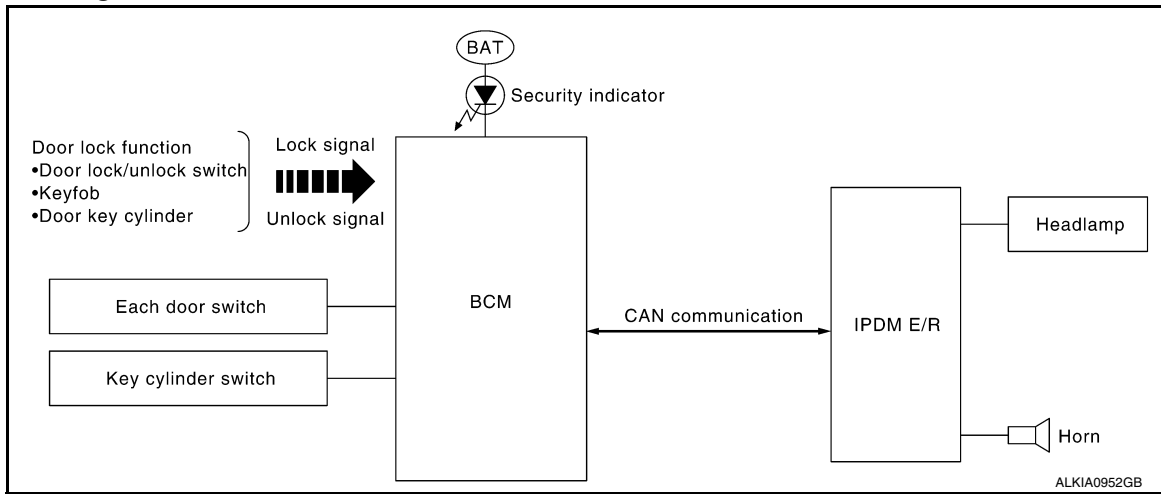 BAT
Security indicator
Door lock function
•Door lock/unlock switch
•Keyfob
•Door key cylinder
Lock signal
Unlock signal
Each door switch
Key cylinder switch
BCM
CAN communication
IPDM E/R
Headlamp
Horn
ALKIA0952GB